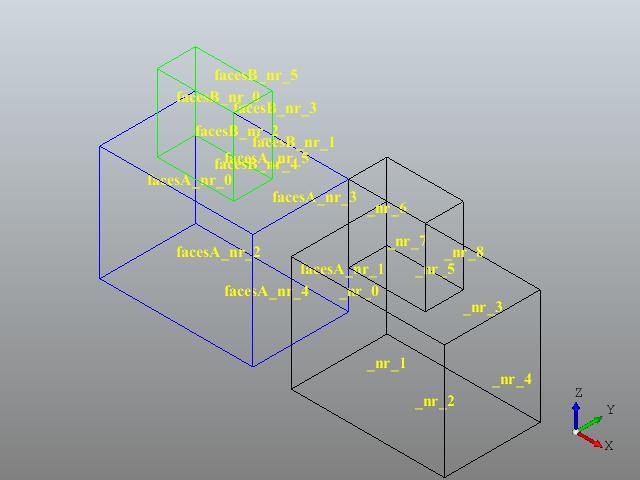 facesB_nr_5
facesB_nr_0
facesB_nr_3
facesB_nr_2
facesB_nr_1
facesA_nr_5
facesB_nr_4
facesA_nr_0
facesA_nr_3
_nr_6
_nr_7
facesA_nr_2
_nr_8
facesA_nr_1
_nr_5
facesA_nr_4
_nr_0
_nr_3
_nr_1
_nr_4
_nr_2
Z
Y
X